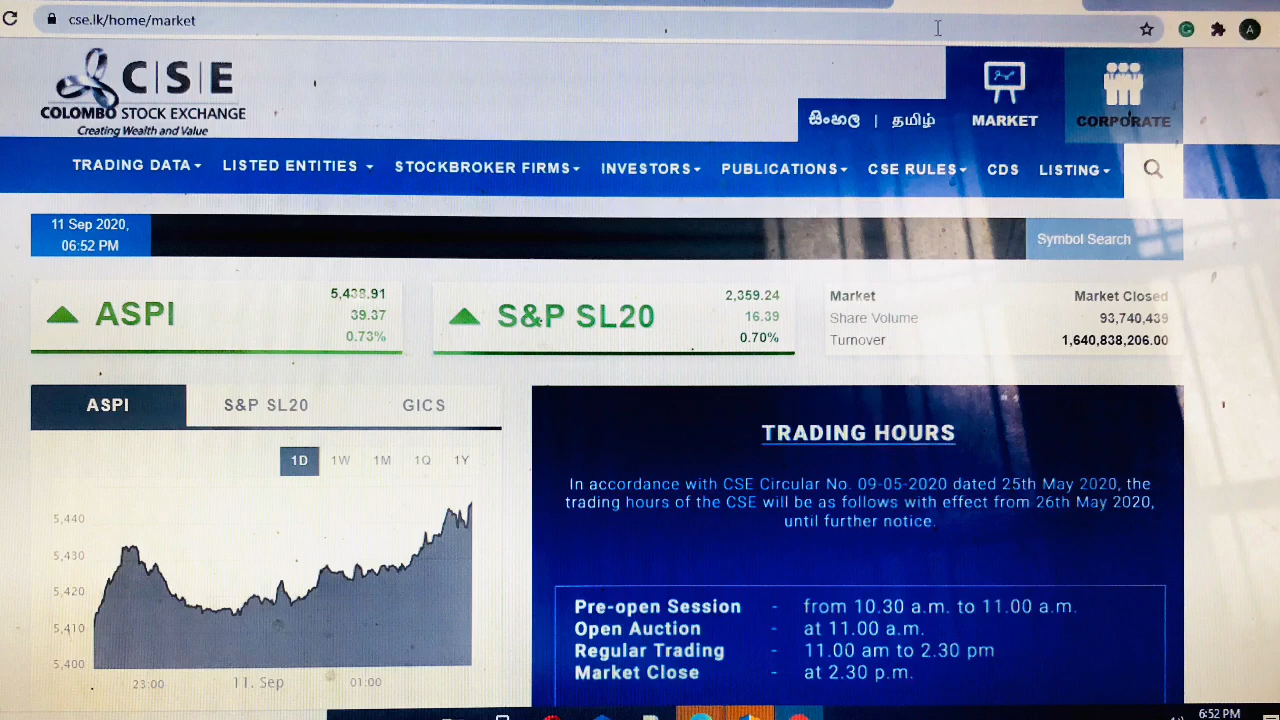 cse.lk/home/market
A
C|S|E
COLOMBO STOCK EXCHANGE
Creating Wealth and Value
සිංහල | தமிழ்
MARKET
CORPORATE
TRADING DATA LISTED ENTITIES STOCKBROKER FIRMS INVESTORS PUBLICATIONS CSE RULES CDS LISTING
11 Sep 2020,
06:52 PM
Symbol Search
ASPI
5,438.91
39.37
0.73%
S&P SL20
2,359.24
16.39
0.70%
Market Market Closed
Share Volume 93,740,439
Turnover 1,640,838,206.00
ASPI S&P SL20 GICS
1D 1W 1M 1Q 1Y
5,440
5,430
5,420
5,410
5,400
23:00 11. Sep 01:00
TRADING HOURS
In accordance with CSE Circular No. 09-05-2020 dated 25th May 2020, the
trading hours of the CSE will be as follows with effect from 26th May 2020,
until further notice.
Pre-open Session - from 10.30 a.m. to 11.00 a.m.
Open Auction - at 11.00 a.m.
Regular Trading - 11.00 am to 2.30 pm
Market Close - at 2.30 p.m.
6:52 PM